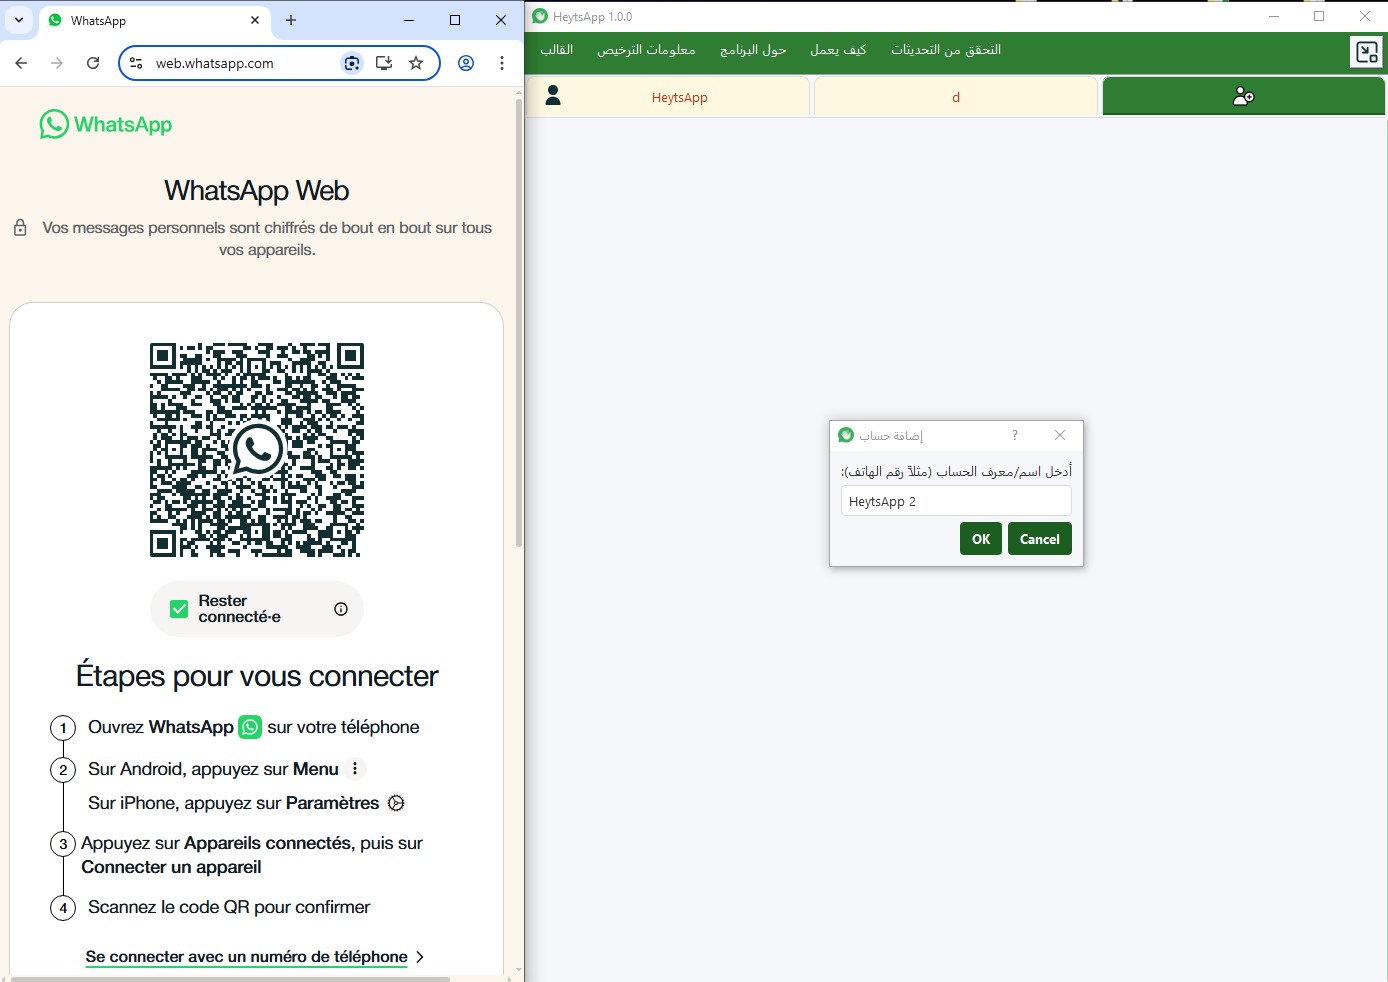 WhatsApp
web.whatsapp.com
WhatsApp
WhatsApp Web
Vos messages personnels sont chiffrés de bout en bout sur tous
vos appareils.
Rester
connecté·e
Étapes pour vous connecter
1 Ouvrez WhatsApp sur votre téléphone
2 Sur Android, appuyez sur Menu
Sur iPhone, appuyez sur Paramètres
3 Appuyez sur Appareils connectés, puis sur
Connecter un appareil
4 Scannez le code QR pour confirmer
Se connecter avec un numéro de téléphone
HeytsApp 1.0.0
القالب معلومات الترخيص حول البرنامج كيف يعمل التحقق من التحديثات
HeytsApp d
إضافة حساب ?
أدخل اسم/معرف الحساب (مثلاً رقم الهاتف):
HeytsApp 2
OK Cancel